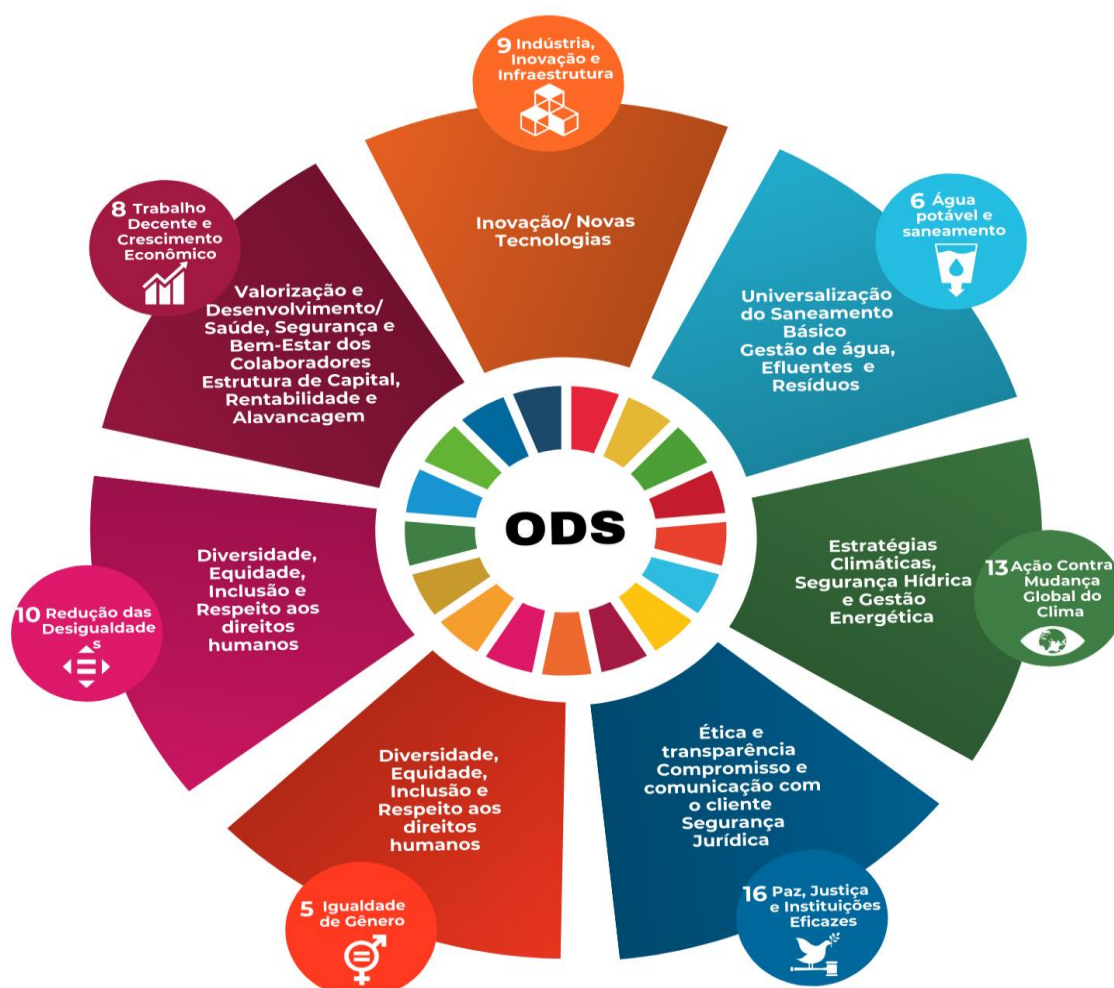 9 Indústria,
Inovação e
Infraestrutura
Inovação/ Novas
Tecnologias
6 Água
potável e
saneamento
Universalização
do Saneamento
Básico
Gestão de água,
Efluentes e
Resíduos
13 Ação Contra
Mudança
Global do
Clima
Estratégias
Climáticas,
Segurança Hídrica
e Gestão
Energética
16 Paz, Justiça
e Instituições
Eficazes
Ética e
transparência
Compromisso e
comunicação com
o cliente
Segurança
Jurídica
5 Igualdade
de Gênero
Diversidade,
Equidade,
Inclusão e
Respeito aos
direitos
humanos
10 Redução das
Desigualdade
s
Diversidade,
Equidade,
Inclusão e
Respeito aos
direitos
humanos
8 Trabalho
Decente e
Crescimento
Econômico
Valorização e
Desenvolvimento/
Saúde, Segurança e
Bem-Estar dos
Colaboradores
Estrutura de Capital,
Rentabilidade e
Alavancagem
ODS